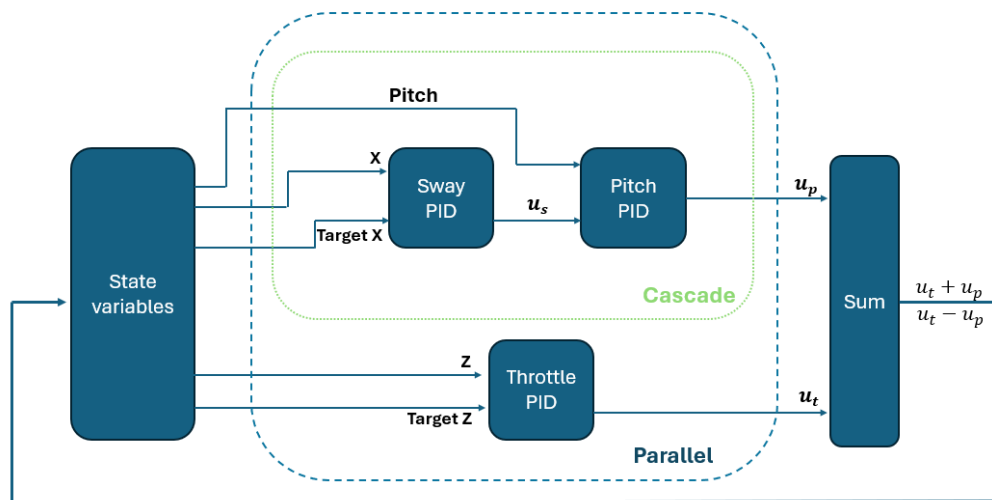 Pitch
X
Sway
PID
Pitch
PID
u_s
u_p
Target X
State
variables
Cascade
Sum
u_t + u_p
u_t − u_p
Z
Throttle
PID
Target Z
u_t
Parallel